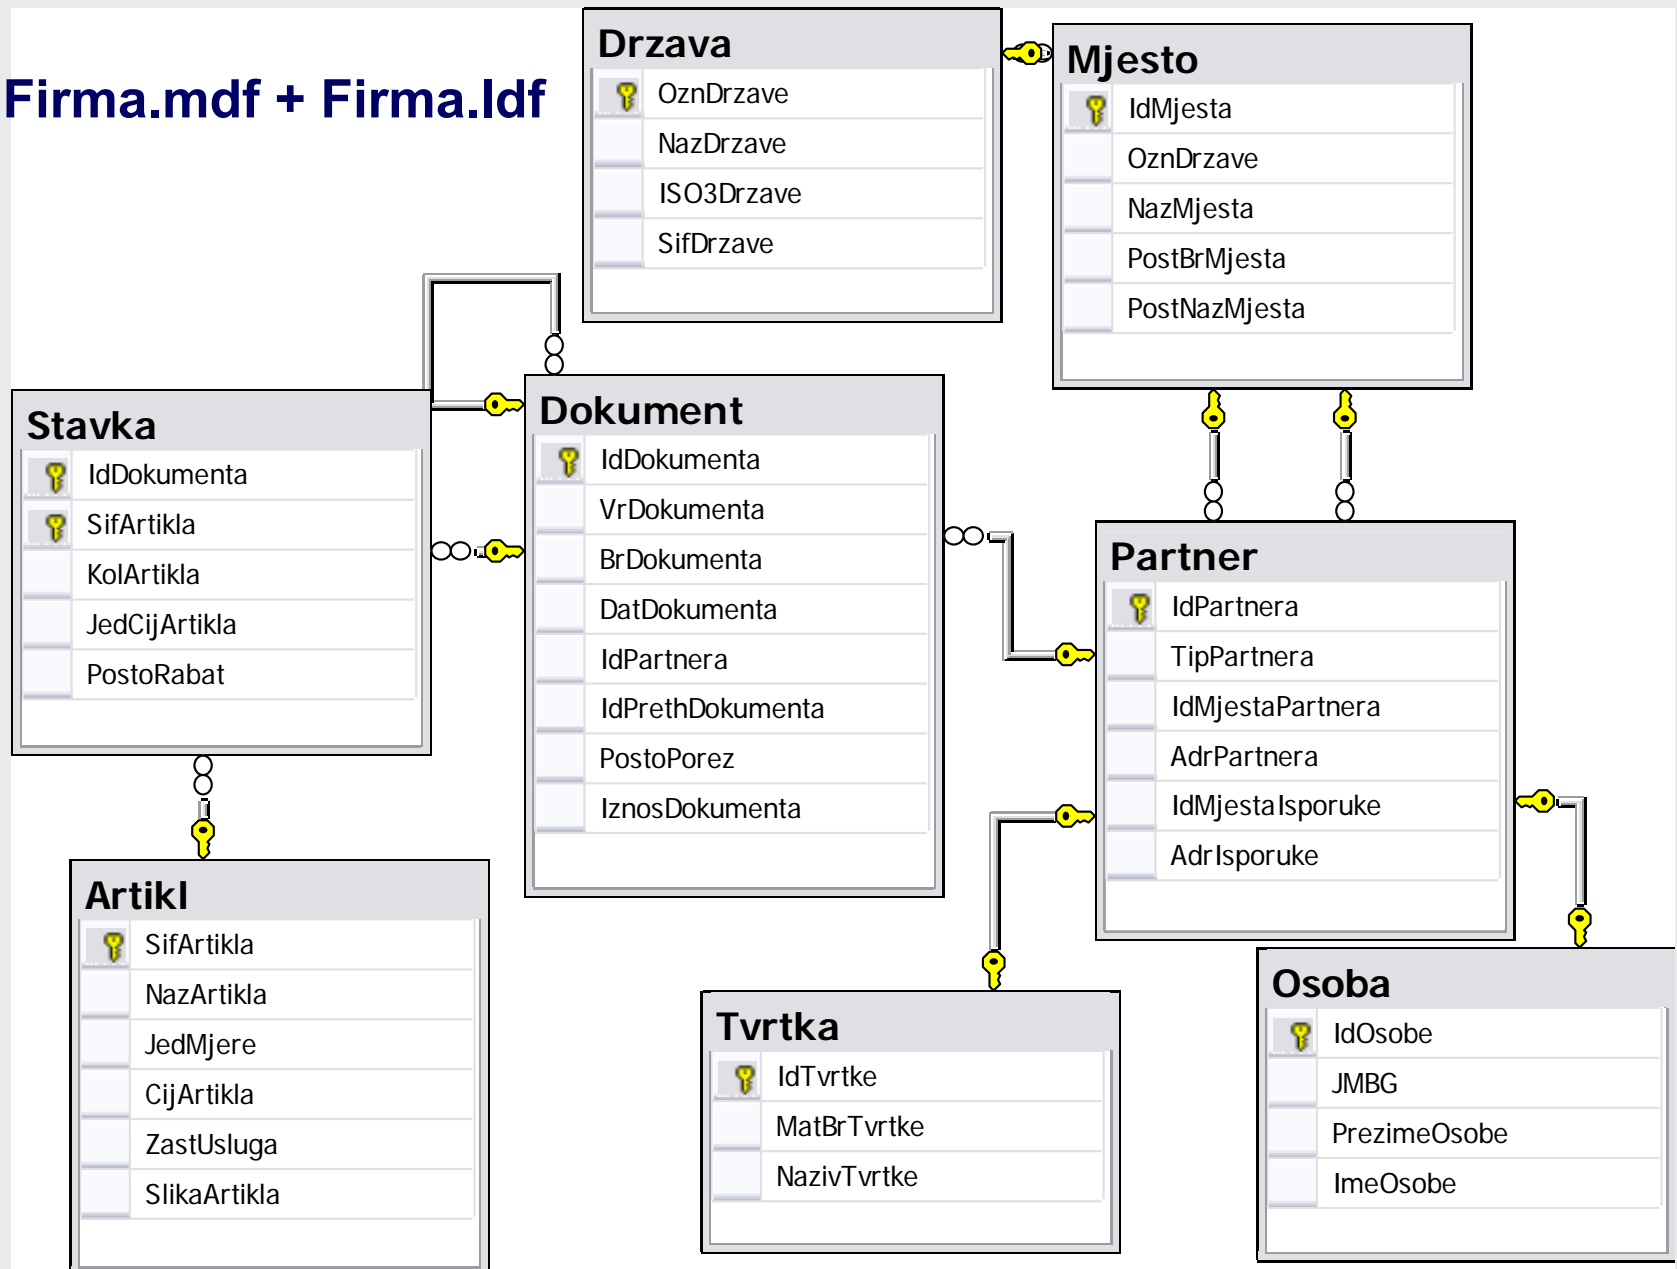 Firma.mdf + Firma.ldf
Drzava
OznDrzave
NazDrzave
ISO3Drzave
SifDrzave
Mjesto
IdMjesta
OznDrzave
NazMjesta
PostBrMjesta
PostNazMjesta
Stavka
IdDokumenta
SifArtikla
KolArtikla
JedCijArtikla
PostoRabat
Dokument
IdDokumenta
VrDokumenta
BrDokumenta
DatDokumenta
IdPartnera
IdPrethDokumenta
PostoPorez
IznosDokumenta
Partner
IdPartnera
TipPartnera
IdMjestaPartnera
AdrPartnera
IdMjestaIsporuke
AdrIsporuke
Artikl
SifArtikla
NazArtikla
JedMjere
CijArtikla
ZastUsluga
SlikaArtikla
Tvrtka
IdTvrtke
MatBrTvrtke
NazivTvrtke
Osoba
IdOsobe
JMBG
PrezimeOsobe
ImeOsobe